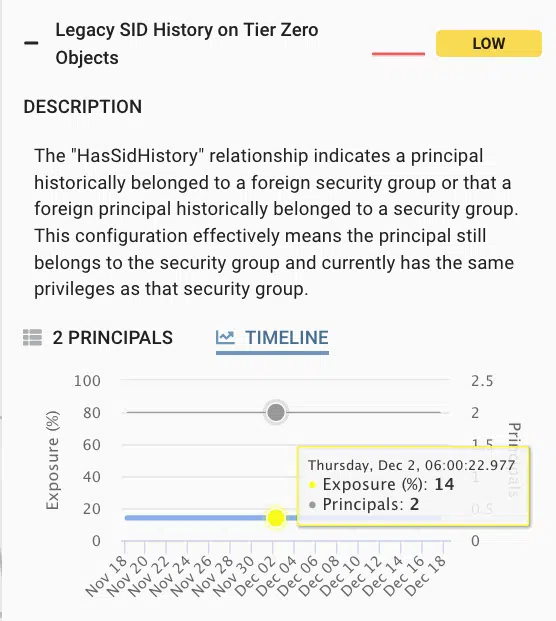 Legacy SID History on Tier Zero
Objects
LOW
DESCRIPTION
The "HasSidHistory" relationship indicates a principal
historically belonged to a foreign security group or that a
foreign principal historically belonged to a security group.
This configuration effectively means the principal still
belongs to the security group and currently has the same
privileges as that security group.
2 PRINCIPALS
TIMELINE
100
80
60
40
20
0
Exposure (%)
2.5
2
1.5
0.5
0
Principals
Thursday, Dec 2, 06:00:22.977
Exposure (%): 14
Principals: 2
Nov 18
Nov 20
Nov 22
Nov 24
Nov 26
Nov 28
Nov 30
Dec 02
Dec 04
Dec 06
Dec 08
Dec 10
Dec 12
Dec 14
Dec 16
Dec 18